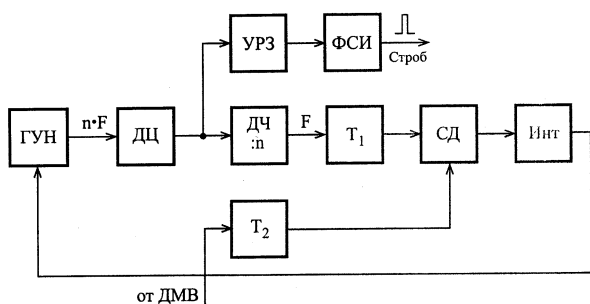 УРЗ
ФСИ
Строб
ГУН
n•F
ДЦ
ДЧ
:n
F
T1
СД
Инт
T2
от ДМВ